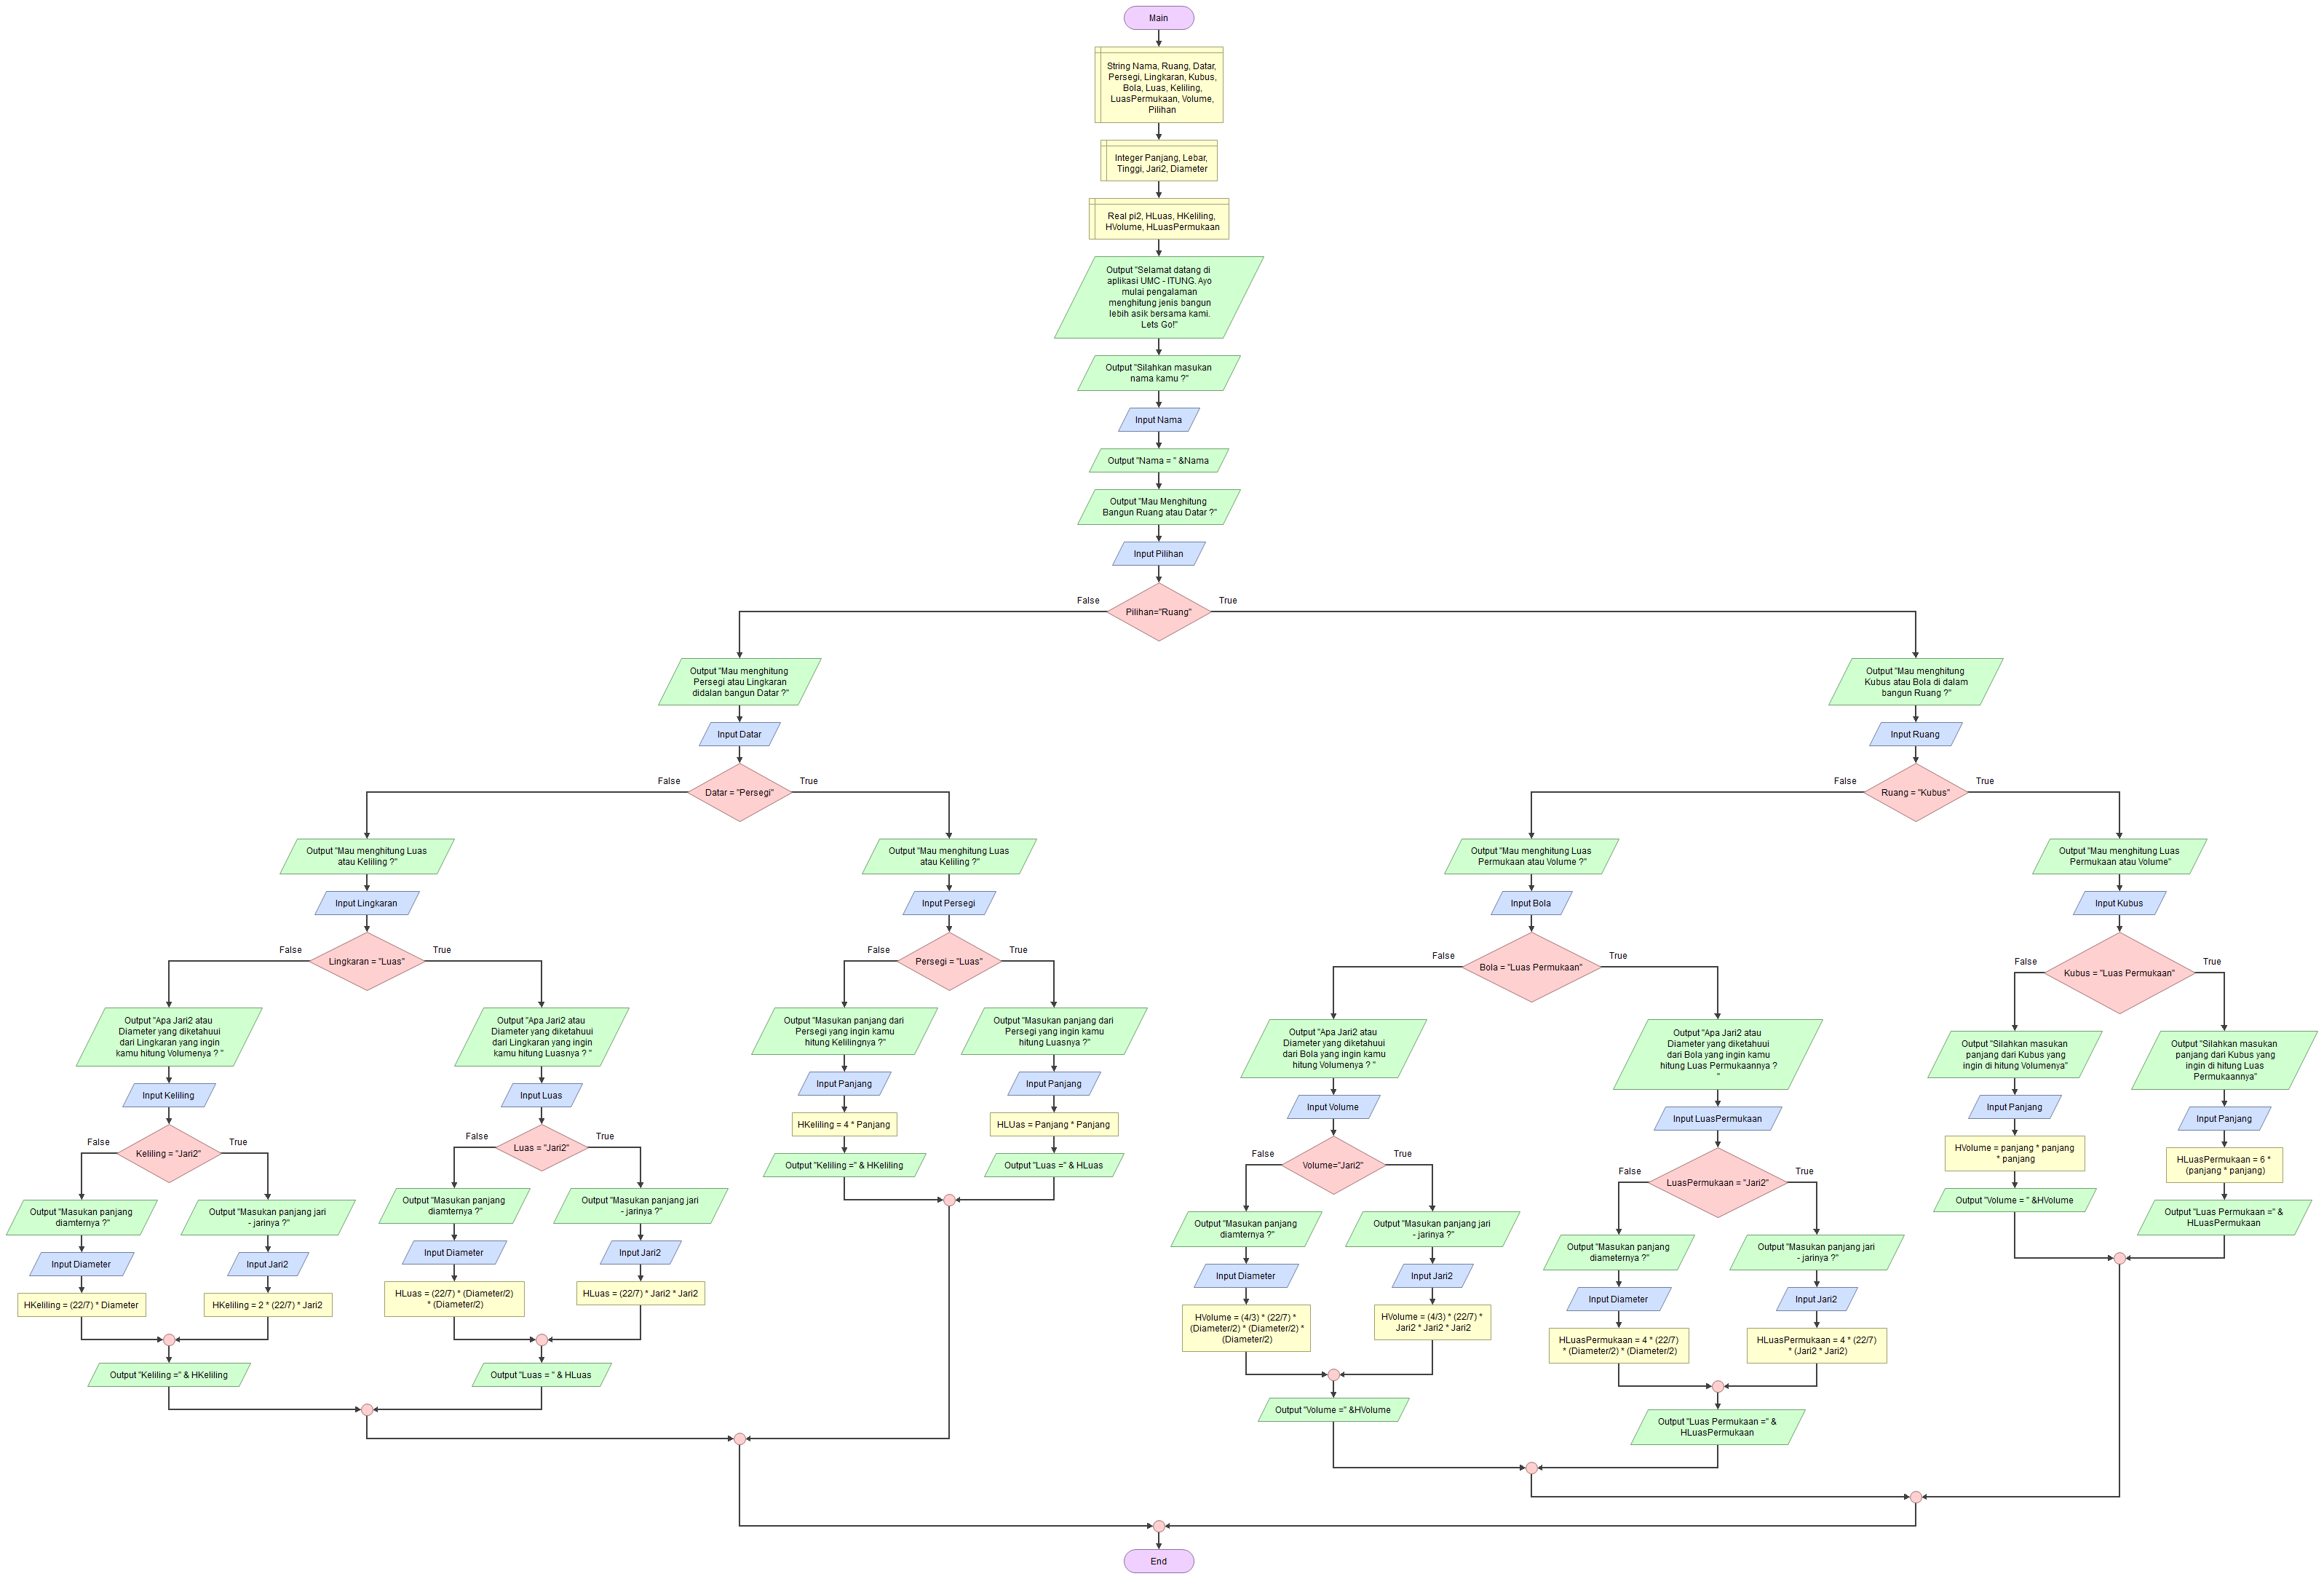 Main
String Nama, Ruang, Datar,
Persegi, Lingkaran, Kubus,
Bola, Luas, Keliling,
LuasPermukaan, Volume,
Pilihan
Integer Panjang, Lebar,
Tinggi, Jari2, Diameter
Real pi2, HLuas, HKeliling,
HVolume, HLuasPermukaan
Output "Selamat datang di
aplikasi UMC - ITUNG. Ayo
mulai pengalaman
menghitung jenis bangun
lebih asik bersama kami.
Lets Go!"
Output "Silahkan masukan
nama kamu ?"
Input Nama
Output "Nama = " &Nama
Output "Mau Menghitung
Bangun Ruang atau Datar ?"
Input Pilihan
False
True
Pilihan="Ruang"
Output "Mau menghitung
Persegi atau Lingkaran
didalan bangun Datar ?"
Input Datar
False
True
Datar = "Persegi"
Output "Mau menghitung Luas
atau Keliling ?"
Input Lingkaran
False
True
Lingkaran = "Luas"
Output "Apa Jari2 atau
Diameter yang diketahuui
dari Lingkaran yang ingin
kamu hitung Volumenya ? "
Input Keliling
False
True
Keliling = "Jari2"
Output "Masukan panjang
diamternya ?"
Input Diameter
HKeliling = (22/7) * Diameter
Output "Masukan panjang jari
- jarinya ?"
Input Jari2
HKeliling = 2 * (22/7) * Jari2
Output "Keliling =" & HKeliling
Output "Apa Jari2 atau
Diameter yang diketahuui
dari Lingkaran yang ingin
kamu hitung Luasnya ? "
Input Luas
False
True
Luas = "Jari2"
Output "Masukan panjang
diamternya ?"
Input Diameter
HLuas = (22/7) * (Diameter/2)
* (Diameter/2)
Output "Masukan panjang jari
- jarinya ?"
Input Jari2
HLuas = (22/7) * Jari2 * Jari2
Output "Luas = " & HLuas
Output "Mau menghitung Luas
atau Keliling ?"
Input Persegi
False
True
Persegi = "Luas"
Output "Masukan panjang dari
Persegi yang ingin kamu
hitung Kelilingnya ?"
Input Panjang
HKeliling = 4 * Panjang
Output "Keliling =" & HKeliling
Output "Masukan panjang dari
Persegi yang ingin kamu
hitung Luasnya ?"
Input Panjang
HLUas = Panjang * Panjang
Output "Luas =" & HLuas
Output "Mau menghitung
Kubus atau Bola di dalam
bangun Ruang ?"
Input Ruang
False
True
Ruang = "Kubus"
Output "Mau menghitung Luas
Permukaan atau Volume ?"
Input Bola
False
True
Bola = "Luas Permukaan"
Output "Apa Jari2 atau
Diameter yang diketahuui
dari Bola yang ingin kamu
hitung Volumenya ? "
Input Volume
False
True
Volume="Jari2"
Output "Masukan panjang
diamternya ?"
Input Diameter
HVolume = (4/3) * (22/7) *
(Diameter/2) * (Diameter/2) *
(Diameter/2)
Output "Masukan panjang jari
- jarinya ?"
Input Jari2
HVolume = (4/3) * (22/7) *
Jari2 * Jari2 * Jari2
Output "Volume =" &HVolume
Output "Apa Jari2 atau
Diameter yang diketahuui
dari Bola yang ingin kamu
hitung Luas Permukaannya ?
"
Input LuasPermukaan
False
True
LuasPermukaan = "Jari2"
Output "Masukan panjang
diameternya ?"
Input Diameter
HLuasPermukaan = 4 * (22/7)
* (Diameter/2) * (Diameter/2)
Output "Masukan panjang jari
- jarinya ?"
Input Jari2
HLuasPermukaan = 4 * (22/7)
* (Jari2 * Jari2)
Output "Luas Permukaan =" &
HLuasPermukaan
Output "Mau menghitung Luas
Permukaan atau Volume"
Input Kubus
False
True
Kubus = "Luas Permukaan"
Output "Silahkan masukan
panjang dari Kubus yang
ingin di hitung Volumenya"
Input Panjang
HVolume = panjang * panjang
* panjang
Output "Volume = " &HVolume
Output "Silahkan masukan
panjang dari Kubus yang
ingin di hitung Luas
Permukaannya"
Input Panjang
HLuasPermukaan = 6 *
(panjang * panjang)
Output "Luas Permukaan =" &
HLuasPermukaan
End